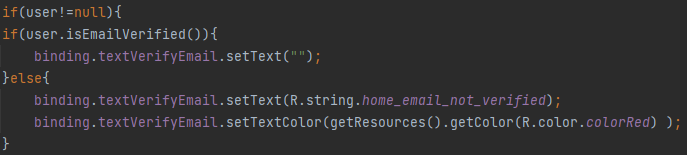 if(user!=null){
if(user.isEmailVerified()){
    binding.textVerifyEmail.setText("");
}else{
    binding.textVerifyEmail.setText(R.string.home_email_not_verified);
    binding.textVerifyEmail.setTextColor(getResources().getColor(R.color.colorRed) );
}